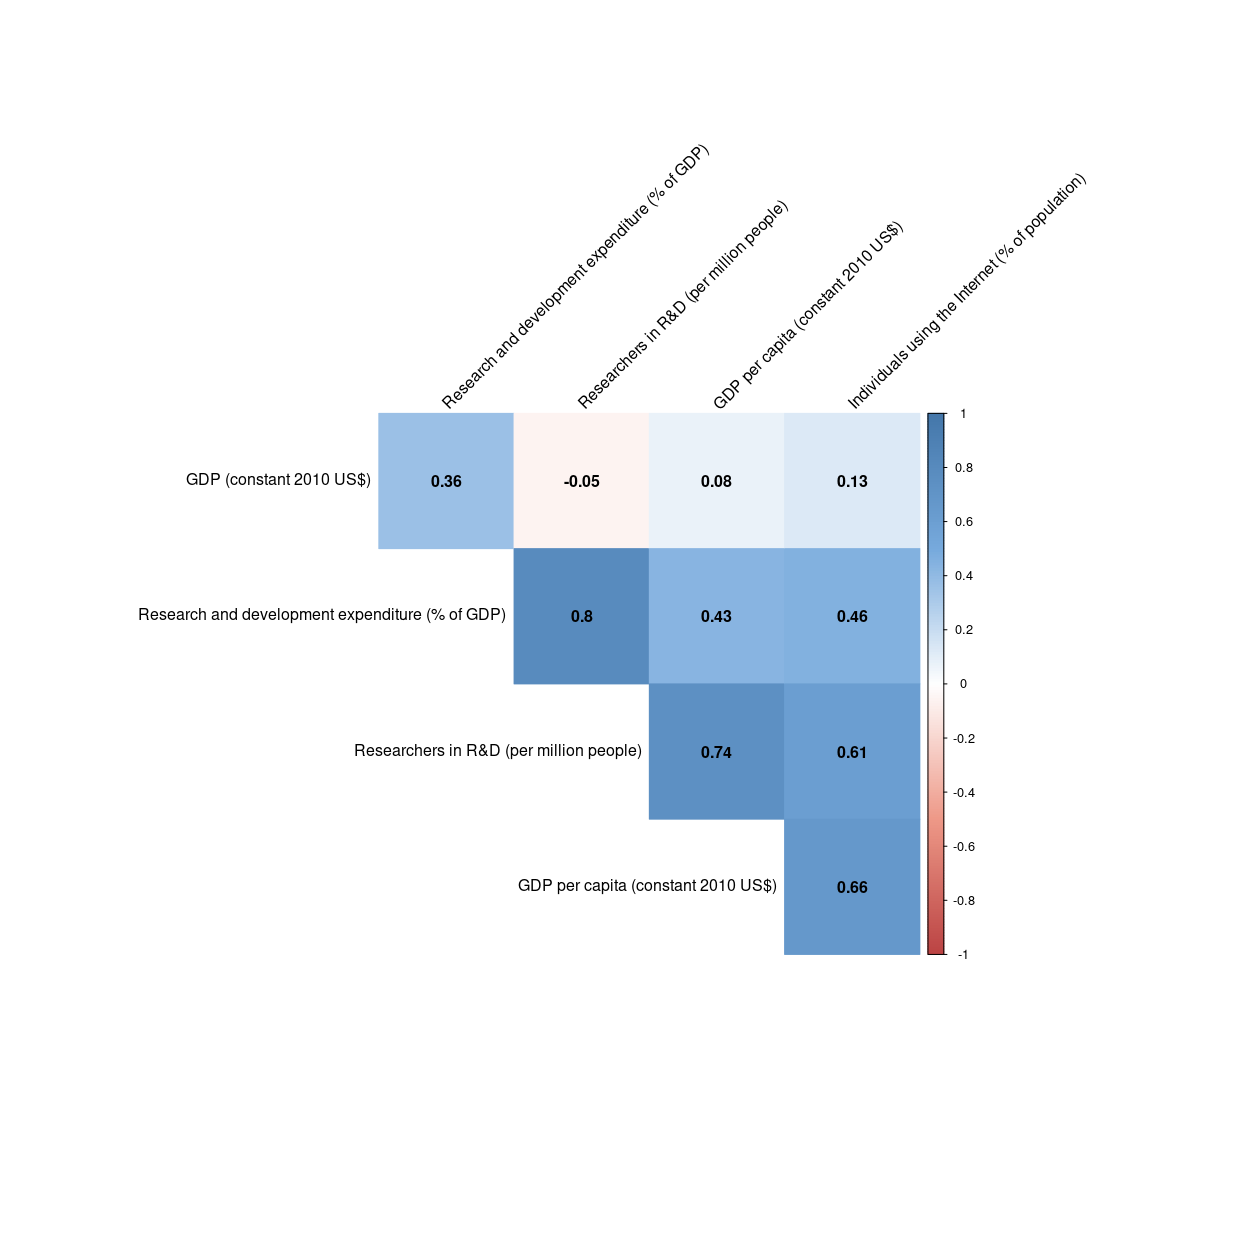 Research and development expenditure (% of GDP)
Researchers in R&D (per million people)
GDP per capita (constant 2010 US$)
Individuals using the Internet (% of population)
GDP (constant 2010 US$)
0.36
-0.05
0.08
0.13
Research and development expenditure (% of GDP)
0.8
0.43
0.46
Researchers in R&D (per million people)
0.74
0.61
GDP per capita (constant 2010 US$)
0.66
1
0.8
0.6
0.4
0.2
0
-0.2
-0.4
-0.6
-0.8
-1